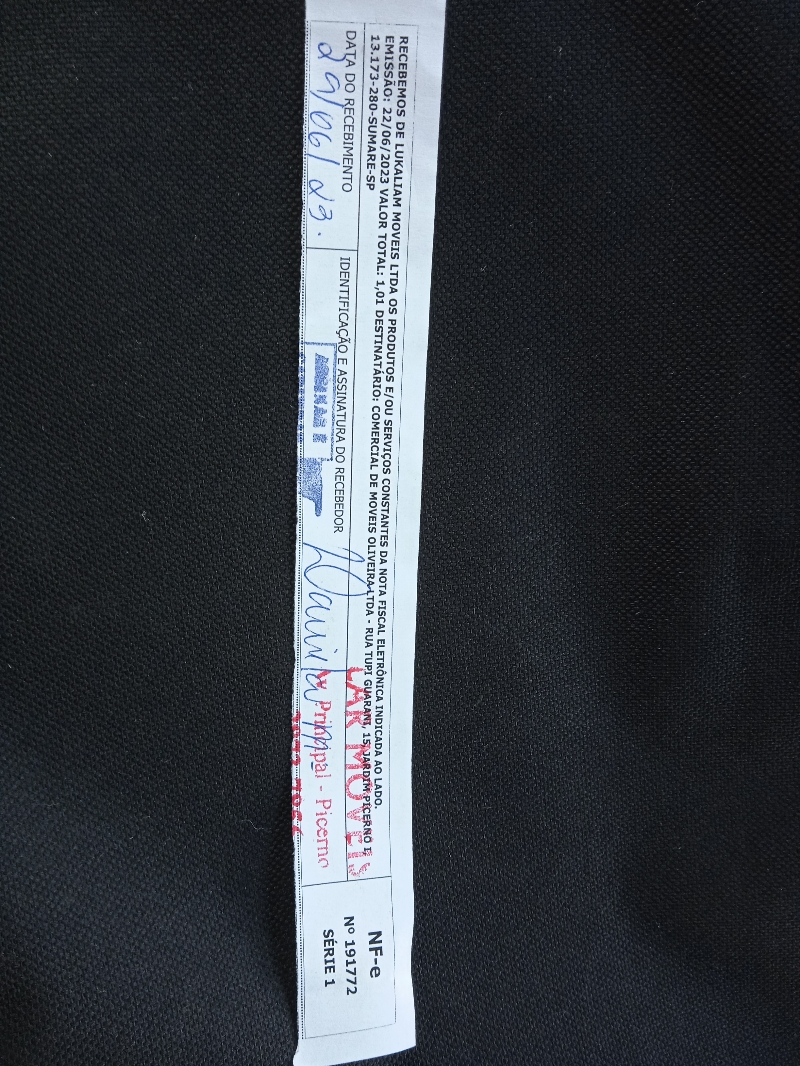 RECEBEMOS DE LUKALIAM MOVEIS LTDA OS PRODUTOS E/OU SERVIÇOS CONSTANTES DA NOTA FISCAL ELETRÔNICA INDICADA AO LADO.
EMISSÃO: 22/06/2023 VALOR TOTAL: 1,01 DESTINATÁRIO: COMERCIAL DE MOVEIS OLIVEIRA LTDA - RUA TUPI GUARANI, 15, JARDIM PICERNO I,
13.173-280-SUMARE-SP
DATA DO RECEBIMENTO
29/06/23.
IDENTIFICAÇÃO E ASSINATURA DO RECEBEDOR
LAR MOVEIS
Principal - Picerno
NF-e
Nº 191772
SÉRIE 1